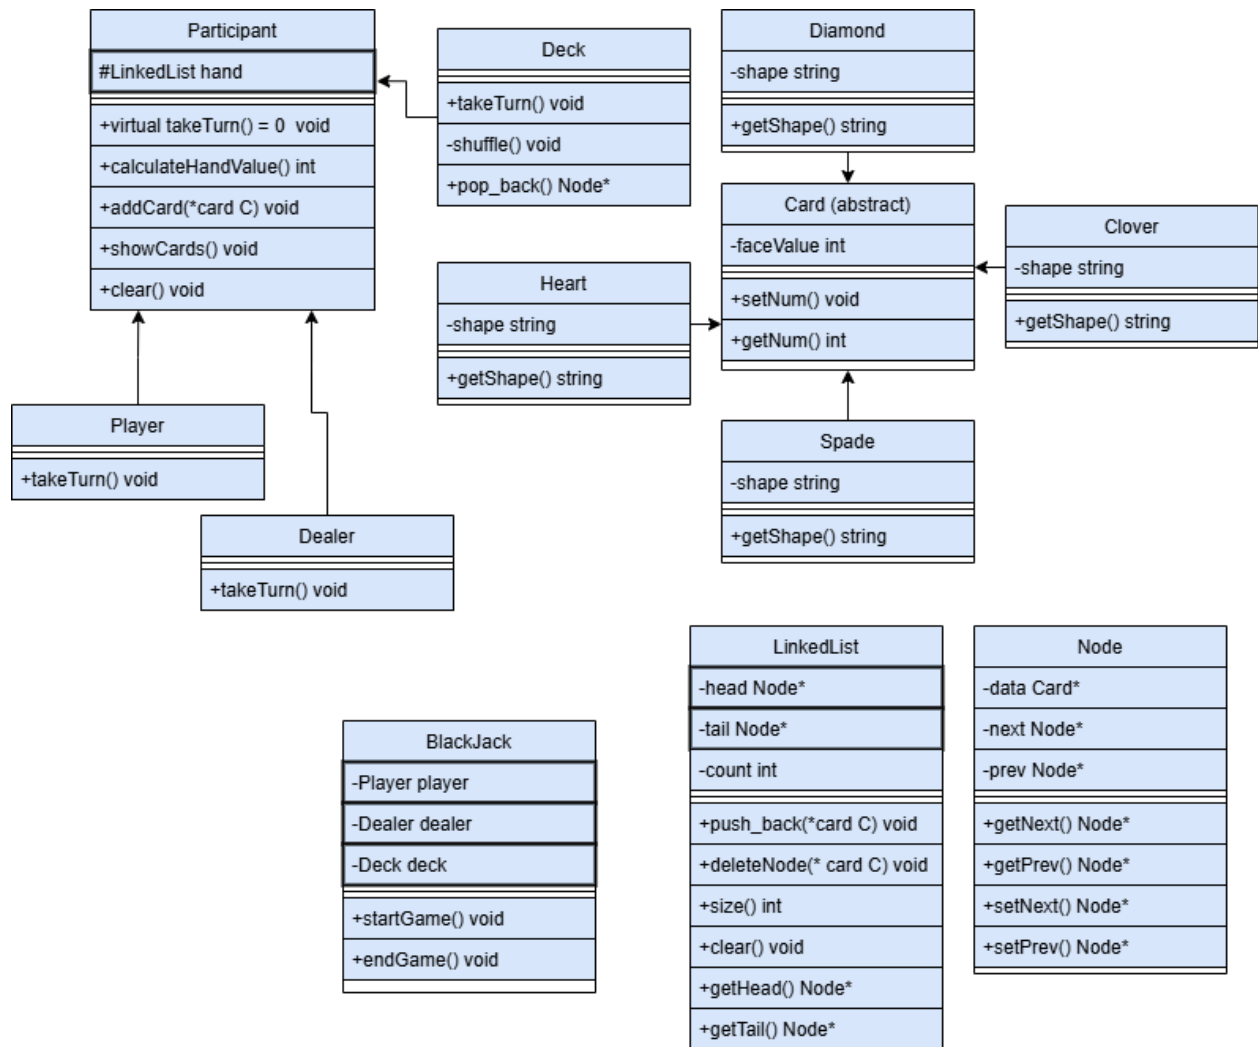 Participant
#LinkedList hand
+virtual takeTurn() = 0  void
+calculateHandValue() int
+addCard(*card C) void
+showCards() void
+clear() void
Deck
+takeTurn() void
-shuffle() void
+pop_back() Node*
Diamond
-shape string
+getShape() string
Card (abstract)
-faceValue int
+setNum() void
+getNum() int
Clover
-shape string
+getShape() string
Heart
-shape string
+getShape() string
Player
+takeTurn() void
Spade
-shape string
+getShape() string
Dealer
+takeTurn() void
BlackJack
-Player player
-Dealer dealer
-Deck deck
+startGame() void
+endGame() void
LinkedList
-head Node*
-tail Node*
-count int
+push_back(*card C) void
+deleteNode(* card C) void
+size() int
+clear() void
+getHead() Node*
+getTail() Node*
Node
-data Card*
-next Node*
-prev Node*
+getNext() Node*
+getPrev() Node*
+setNext() Node*
+setPrev() Node*